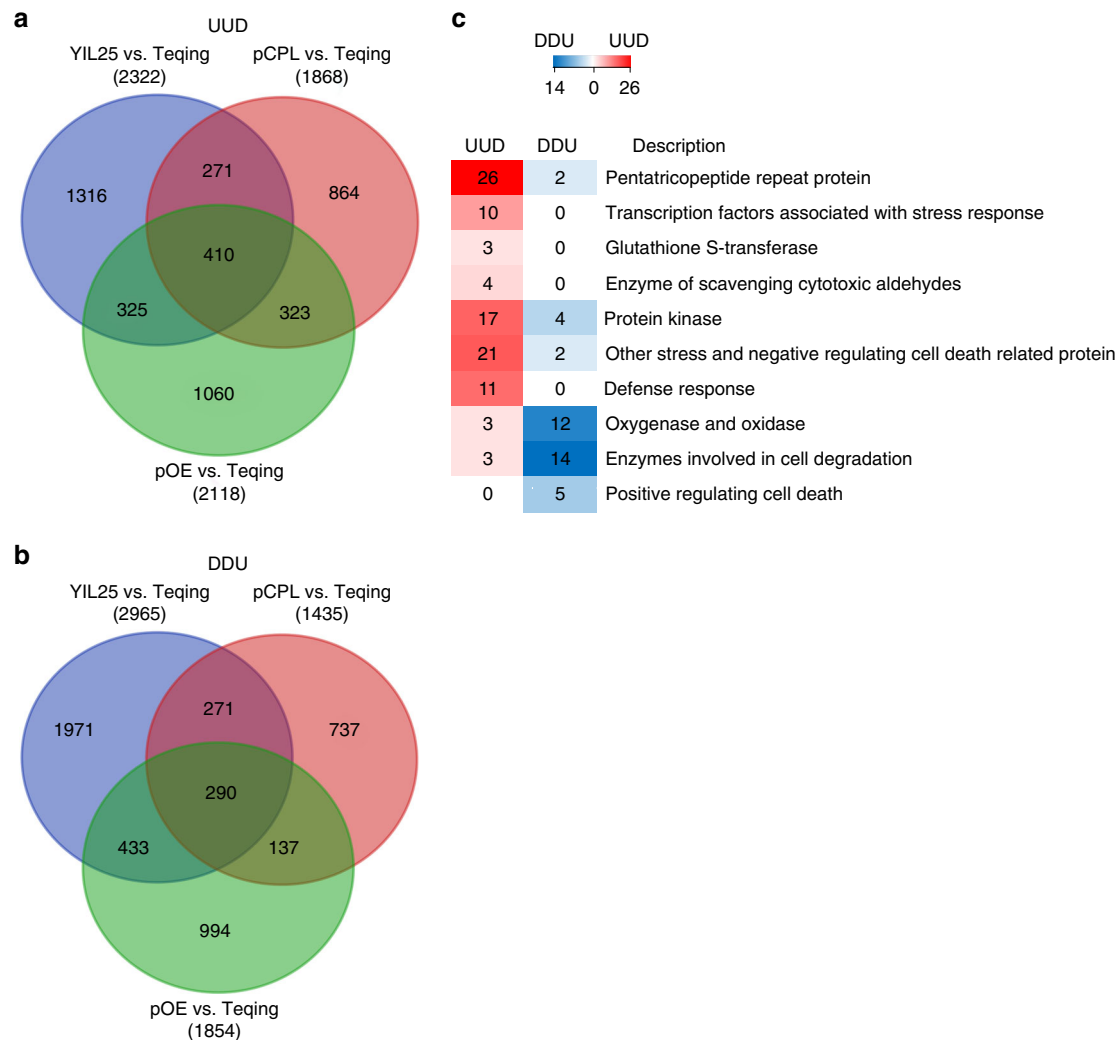 a
UUD
YIL25 vs. Teqing
(2322)
pCPL vs. Teqing
(1868)
1316
271
864
410
325
323
1060
pOE vs. Teqing
(2118)
b
DDU
YIL25 vs. Teqing
(2965)
pCPL vs. Teqing
(1435)
1971
271
737
290
433
137
994
pOE vs. Teqing
(1854)
c
DDU UUD
14 0 26
UUD DDU Description
26 2 Pentatricopeptide repeat protein
10 0 Transcription factors associated with stress response
3 0 Glutathione S-transferase
4 0 Enzyme of scavenging cytotoxic aldehydes
17 4 Protein kinase
21 2 Other stress and negative regulating cell death related protein
11 0 Defense response
3 12 Oxygenase and oxidase
3 14 Enzymes involved in cell degradation
0 5 Positive regulating cell death